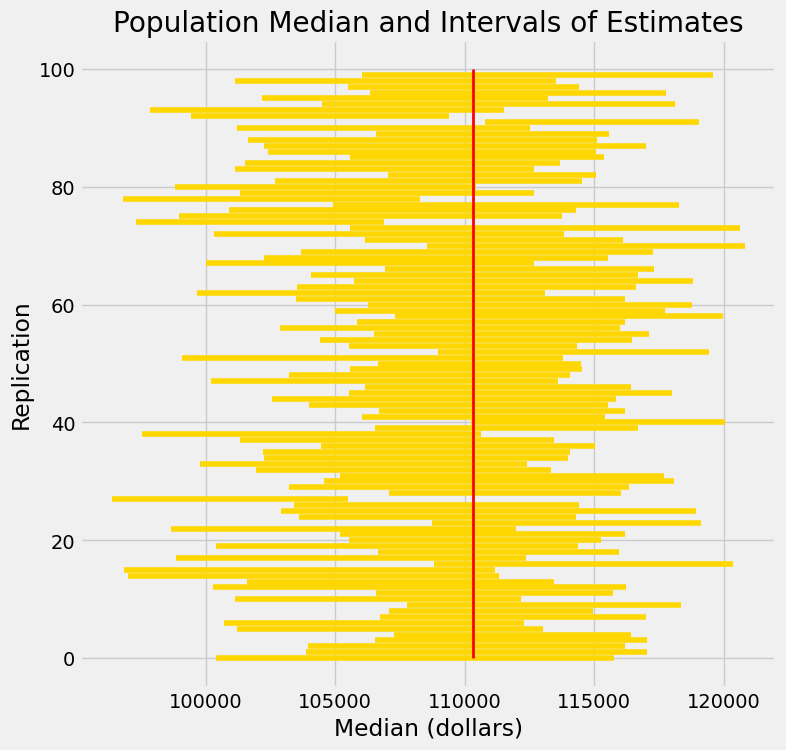 Population Median and Intervals of Estimates
100
80
60
40
20
0
Replication
100000 105000 110000 115000 120000
Median (dollars)